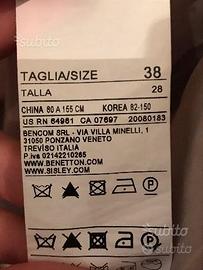 TAGLIA/SIZE 38
TALLA 28
CHINA 80 A 155 CM KOREA 82-150
US RN 64961 CA 07697 20080183
BENCOM SRL - VIA VILLA MINELLI, 1
31050 PONZANO VENETO
TREVISO ITALIA
P.iva 02142210265
WWW.BENETTON.COM
WWW.SISLEY.COM
P
subito
subito